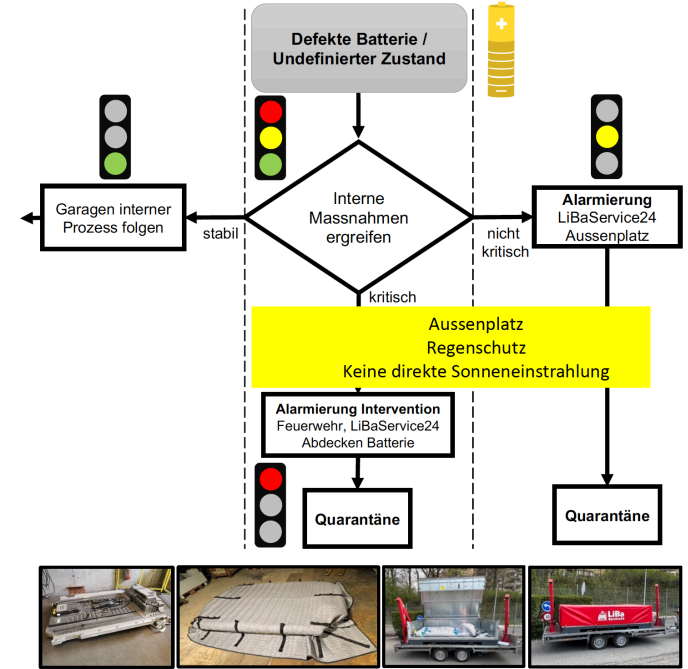 Defekte Batterie /
Undefinierter Zustand
Interne
Massnahmen
ergreifen
stabil
Garagen interner
Prozess folgen
nicht
kritisch
Alarmierung
LiBaService24
Aussenplatz
kritisch
Aussenplatz
Regenschutz
Keine direkte Sonneneinstrahlung
Alarmierung Intervention
Feuerwehr, LiBaService24
Abdecken Batterie
Quarantäne
Quarantäne
LiBa
Service24